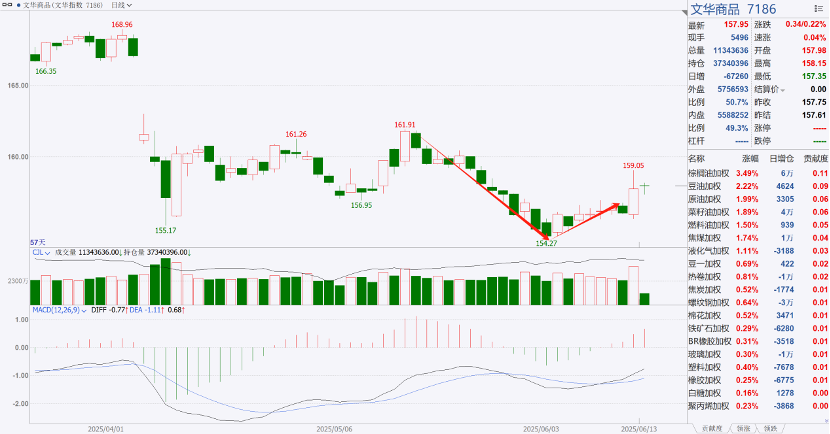 文华商品(文华指数 7186) 日线
168.96
166.35
165.00
160.00
155.17
161.26
156.95
161.91
154.27
159.05
57天
CJL 成交量 11343636.00↓持仓量 37340396.00↓
2300万
MACD(12,26,9) DIFF -0.77↑ DEA -1.11↑ 0.68↑
1.00
0.00
-1.00
-2.00
2025/04/01
2025/05/06
2025/06/03
2025/06/13
文华商品 7186
最新 157.95 涨跌 0.34/0.22%
现手 5496 速涨 0.04%
总量 11343636 开盘 157.98
持仓 37340396 最高 158.15
日增 -67260 最低 157.35
外盘 5756593 结算价 0.00
比例 50.7% 昨收 157.75
内盘 5588252 昨结 157.61
比例 49.3% 涨停 -----
杠杆 ----- 跌停 -----
名称 涨幅 日增仓 贡献度
棕榈油加权 3.49% 6万 0.11
豆油加权 2.22% 4624 0.09
原油加权 1.99% 3305 0.06
菜籽油加权 1.89% 4万 0.06
燃料油加权 1.50% 939 0.05
焦煤加权 1.74% 1万 0.04
液化气加权 1.11% -3188 0.03
豆一加权 0.69% 422 0.02
热卷加权 0.81% -1万 0.02
焦炭加权 0.52% -1774 0.01
螺纹钢加权 0.64% -3万 0.01
棉花加权 0.52% 3471 0.01
铁矿石加权 0.29% -6280 0.01
BR橡胶加权 0.31% -3518 0.01
玻璃加权 0.30% -1万 0.01
塑料加权 0.40% -7678 0.01
橡胶加权 0.25% -6775 0.01
白糖加权 0.16% 1278 0.00
聚丙烯加权 0.23% -3868 0.00
贡献度 领涨 领跌